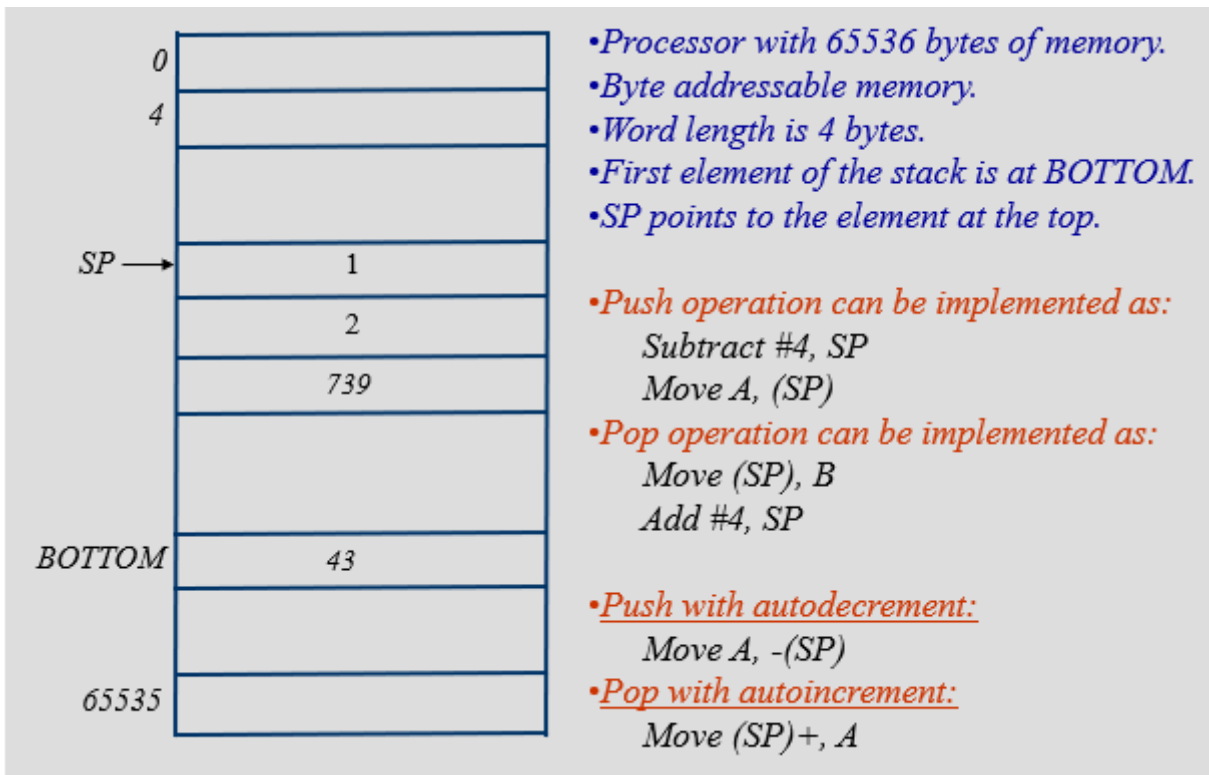 0
4
SP
1
2
739
BOTTOM
43
65535
•Processor with 65536 bytes of memory.
•Byte addressable memory.
•Word length is 4 bytes.
•First element of the stack is at BOTTOM.
•SP points to the element at the top.
•Push operation can be implemented as:
Subtract #4, SP
Move A, (SP)
•Pop operation can be implemented as:
Move (SP), B
Add #4, SP
•Push with autodecrement:
Move A, -(SP)
•Pop with autoincrement:
Move (SP)+, A